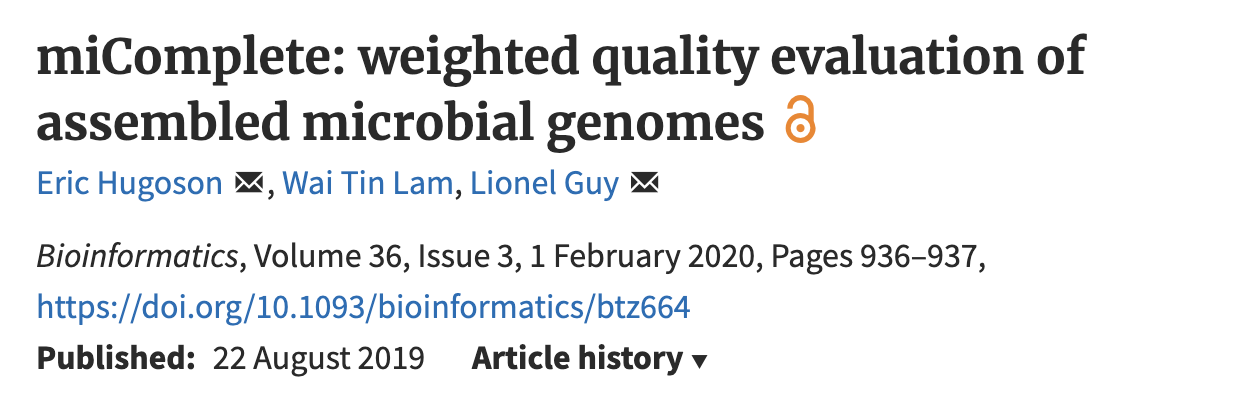 miComplete: weighted quality evaluation of
assembled microbial genomes
Eric Hugoson, Wai Tin Lam, Lionel Guy
Bioinformatics, Volume 36, Issue 3, 1 February 2020, Pages 936–937,
https://doi.org/10.1093/bioinformatics/btz664
Published: 22 August 2019 Article history ▾